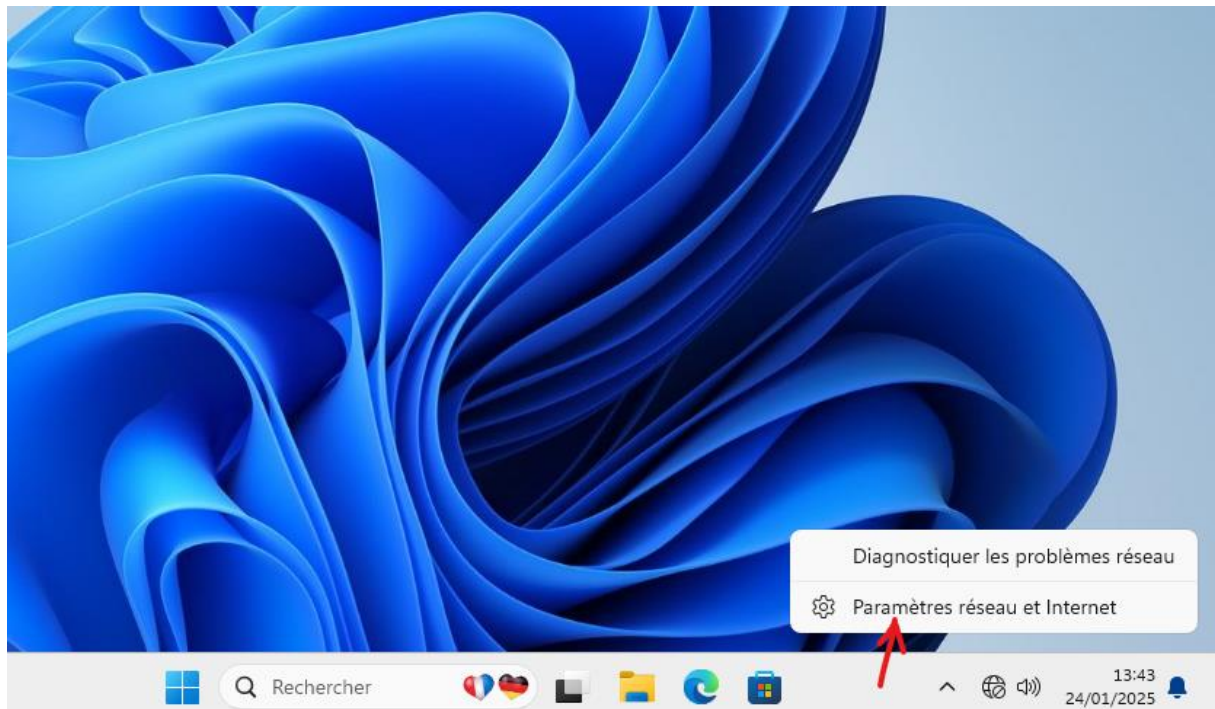 Diagnostiquer les problèmes réseau
Paramètres réseau et Internet
Rechercher
13:43
24/01/2025